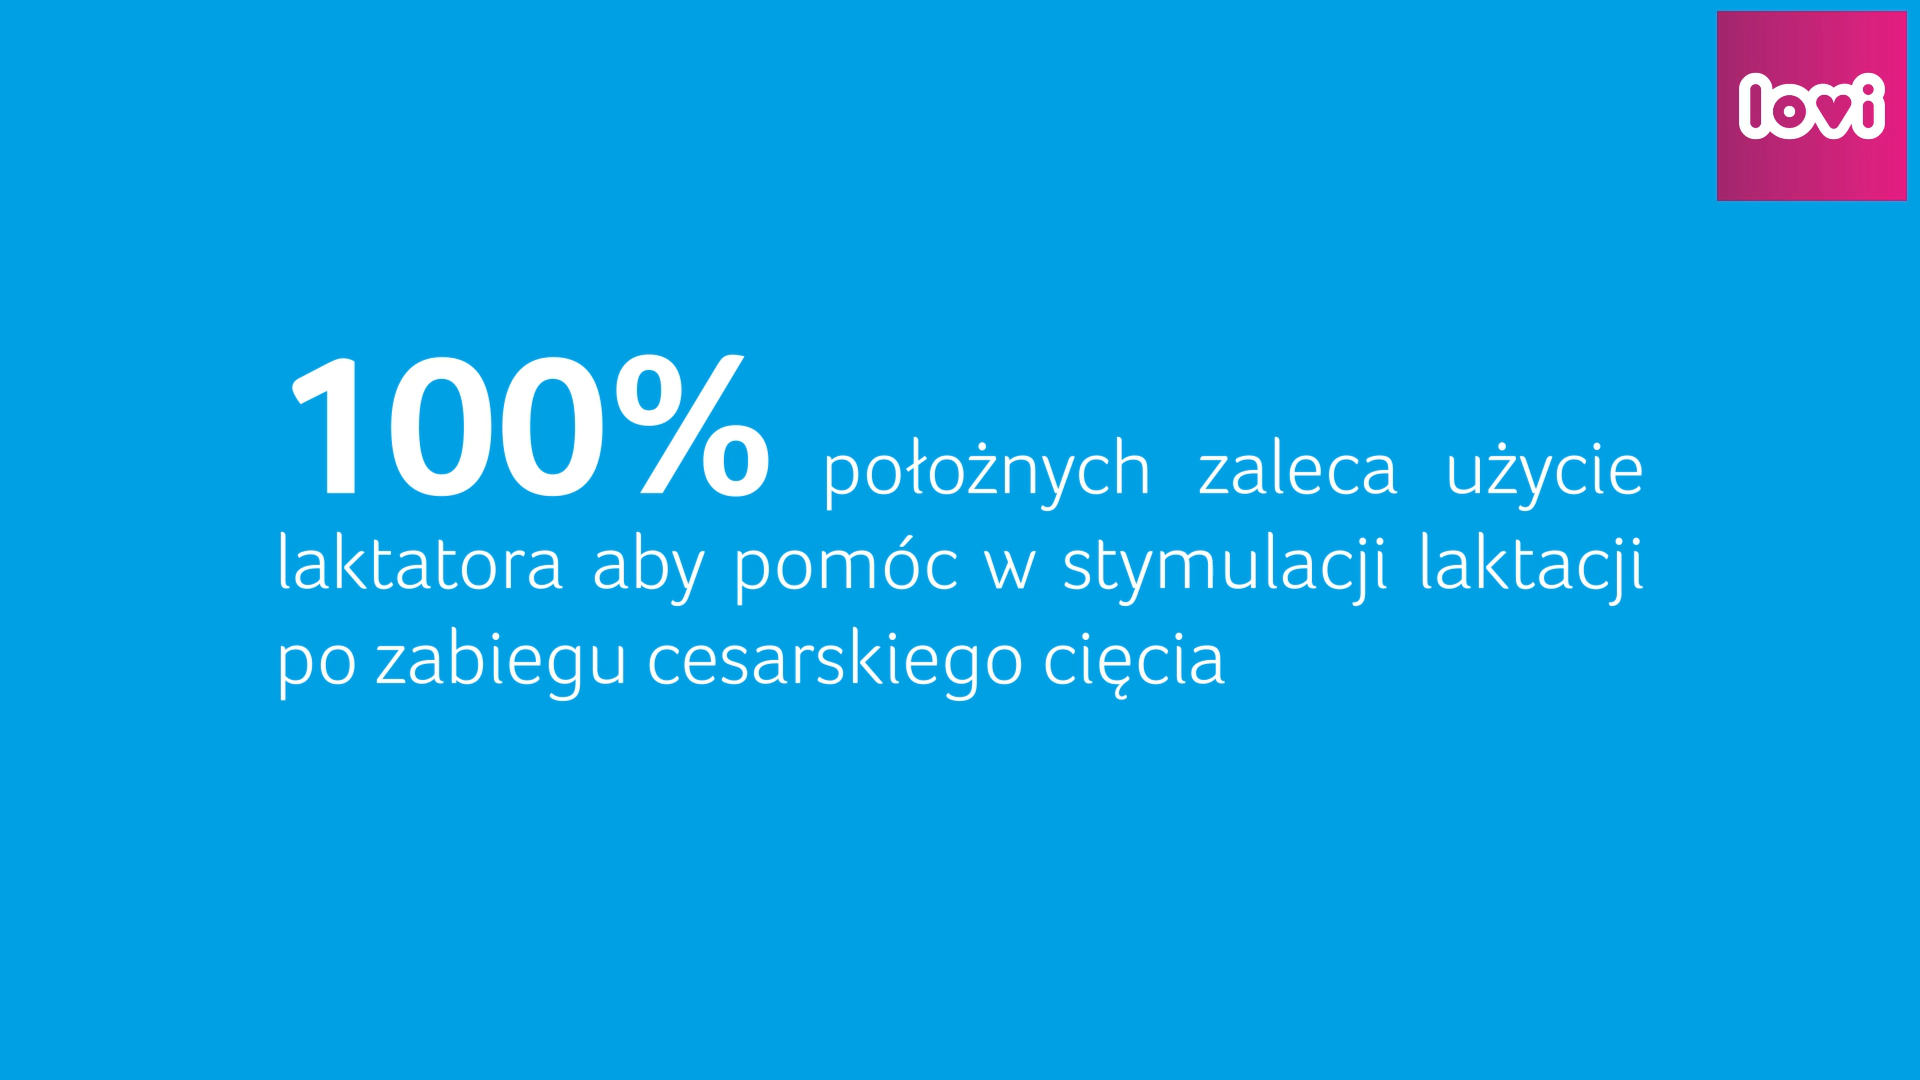 lovi
100% położnych zaleca użycie
laktatora aby pomóc w stymulacji laktacji
po zabiegu cesarskiego cięcia